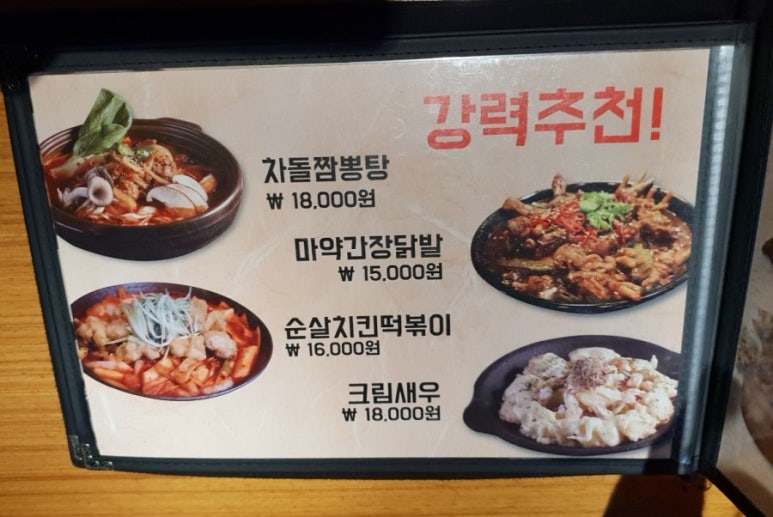 강력추천!
차돌짬뽕탕
₩ 18,000원
마약간장닭발
₩ 15,000원
순살치킨떡볶이
₩ 16,000원
크림새우
₩ 18,000원